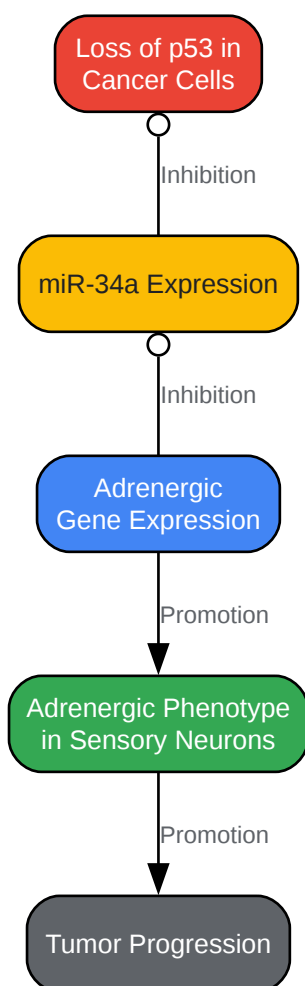 Loss of p53 in
Cancer Cells
Inhibition
miR-34a Expression
Inhibition
Adrenergic
Gene Expression
Promotion
Adrenergic Phenotype
in Sensory Neurons
Promotion
Tumor Progression